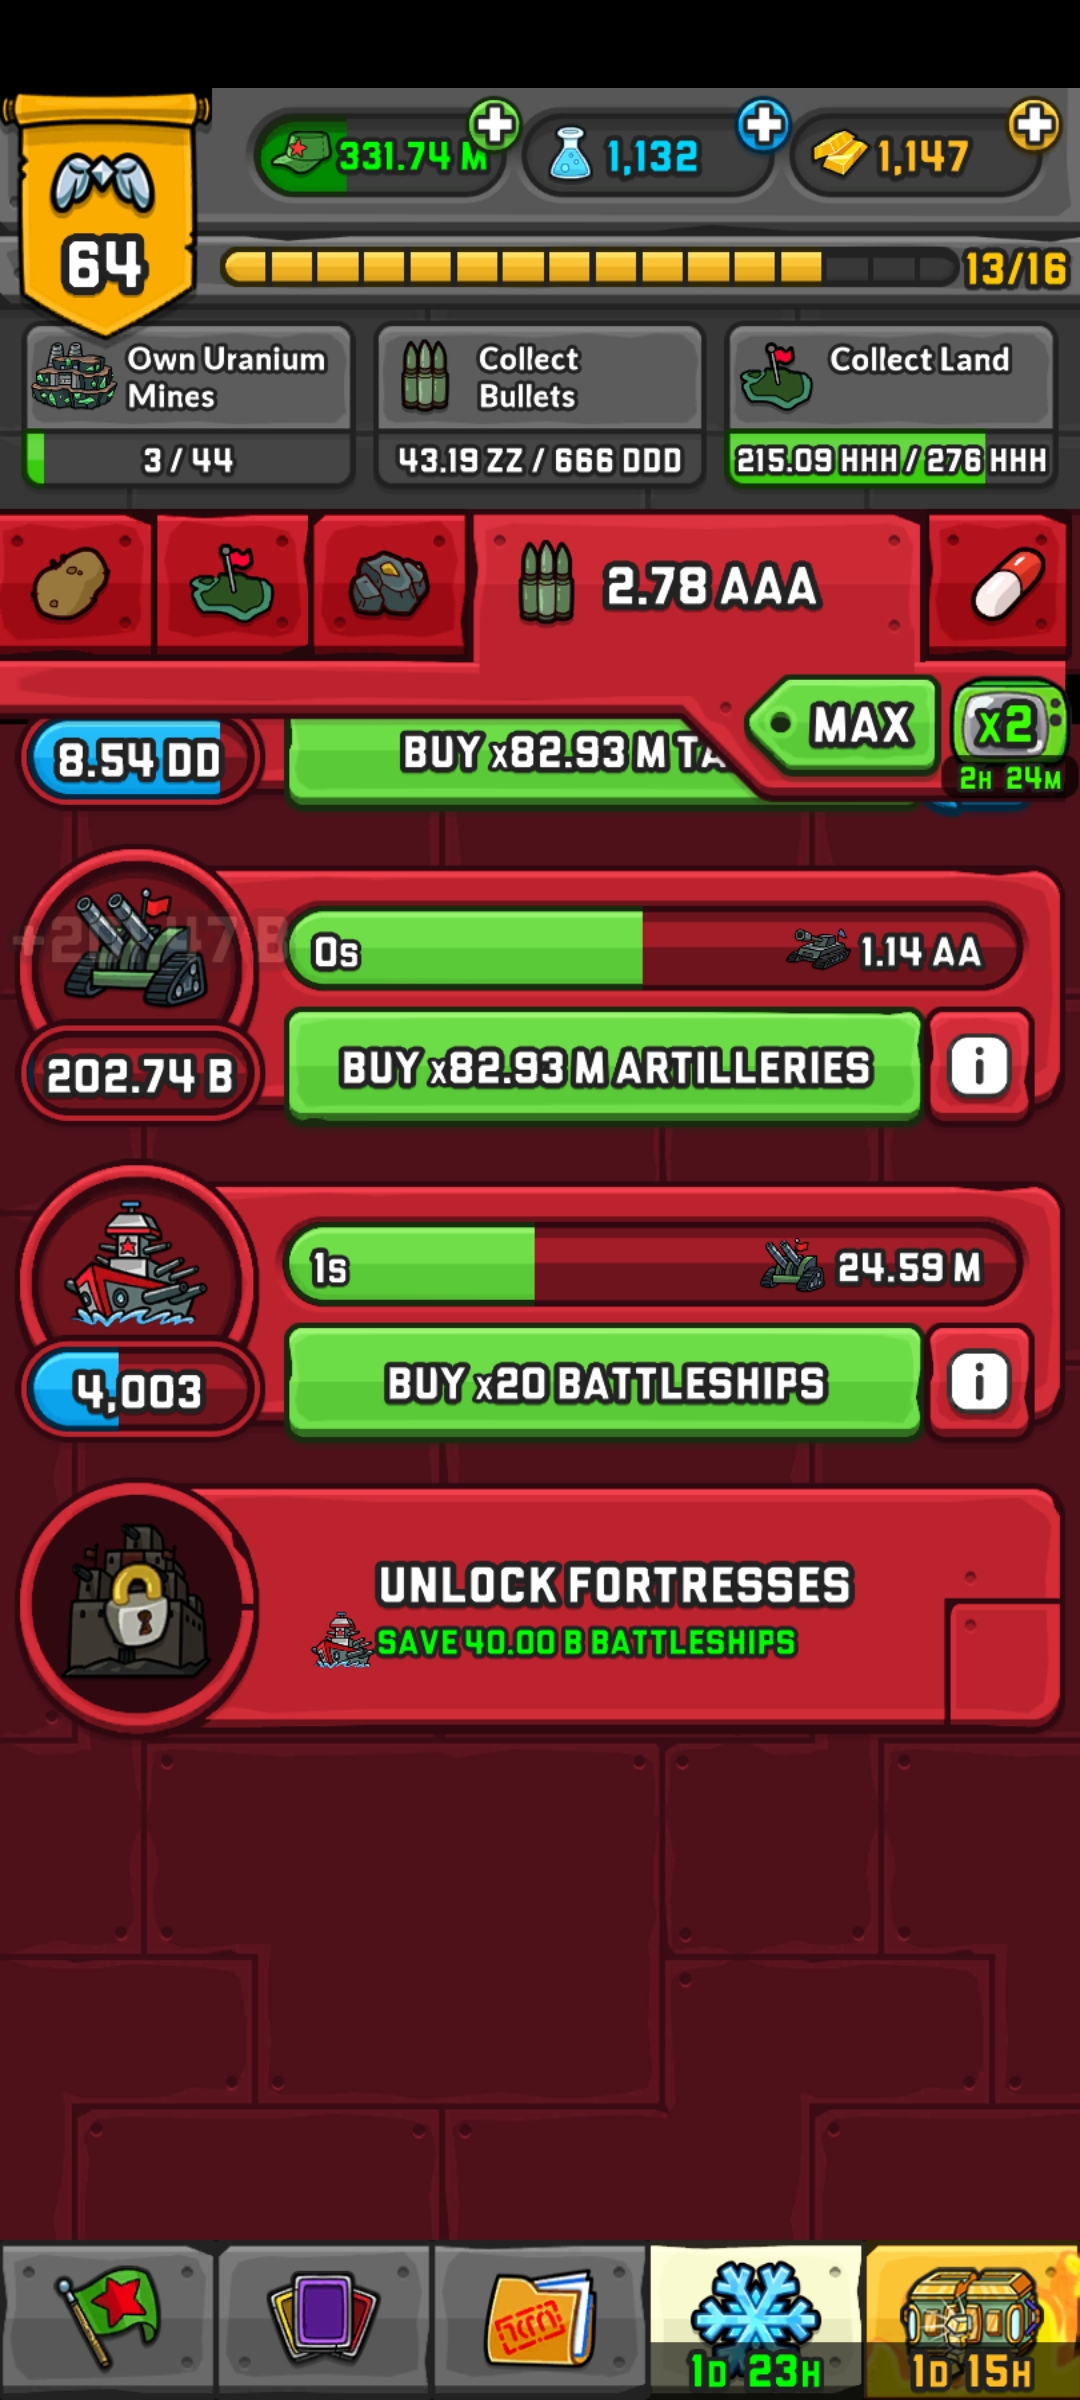 331.74 M
1,132
1,147
64
13/16
Own Uranium
Mines
3 / 44
Collect
Bullets
43.19 ZZ / 666 DDD
Collect Land
215.09 HHH / 276 HHH
2.78 AAA
MAX
x2
2H 24M
8.54 DD
BUY x82.93 M TA
0s
1.14 AA
202.74 B
BUY x82.93 M ARTILLERIES
i
1s
24.59 M
4,003
BUY x20 BATTLESHIPS
i
UNLOCK FORTRESSES
SAVE 40.00 B BATTLESHIPS
1D 23H
1D 15H